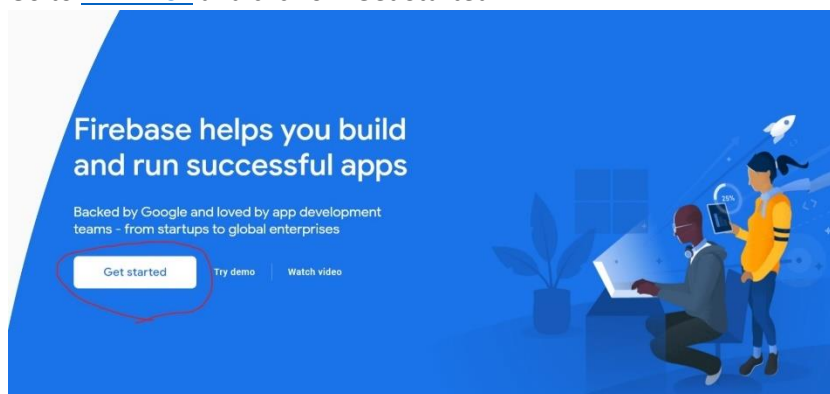 Firebase helps you build
and run successful apps
Backed by Google and loved by app development
teams - from startups to global enterprises
Get started
Try demo
Watch video
25%